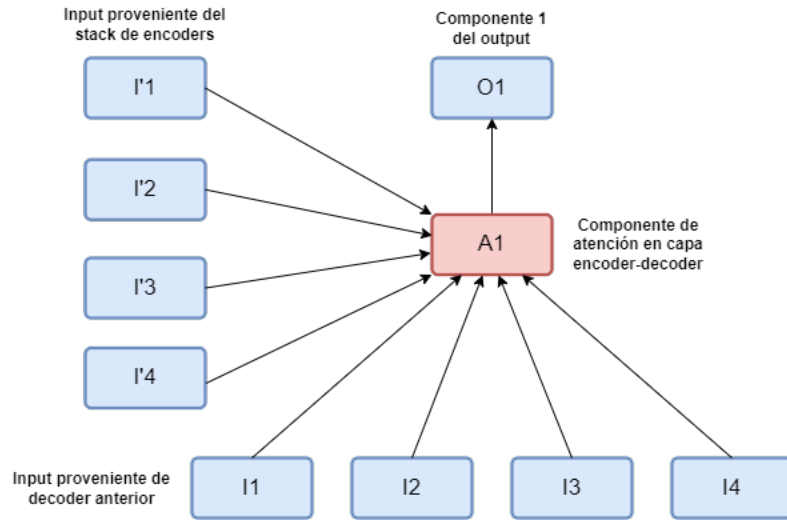 Input proveniente del
stack de encoders
Componente 1
del output
I'1
O1
I'2
A1
Componente de
atención en capa
encoder-decoder
I'3
I'4
Input proveniente de
decoder anterior
I1
I2
I3
I4